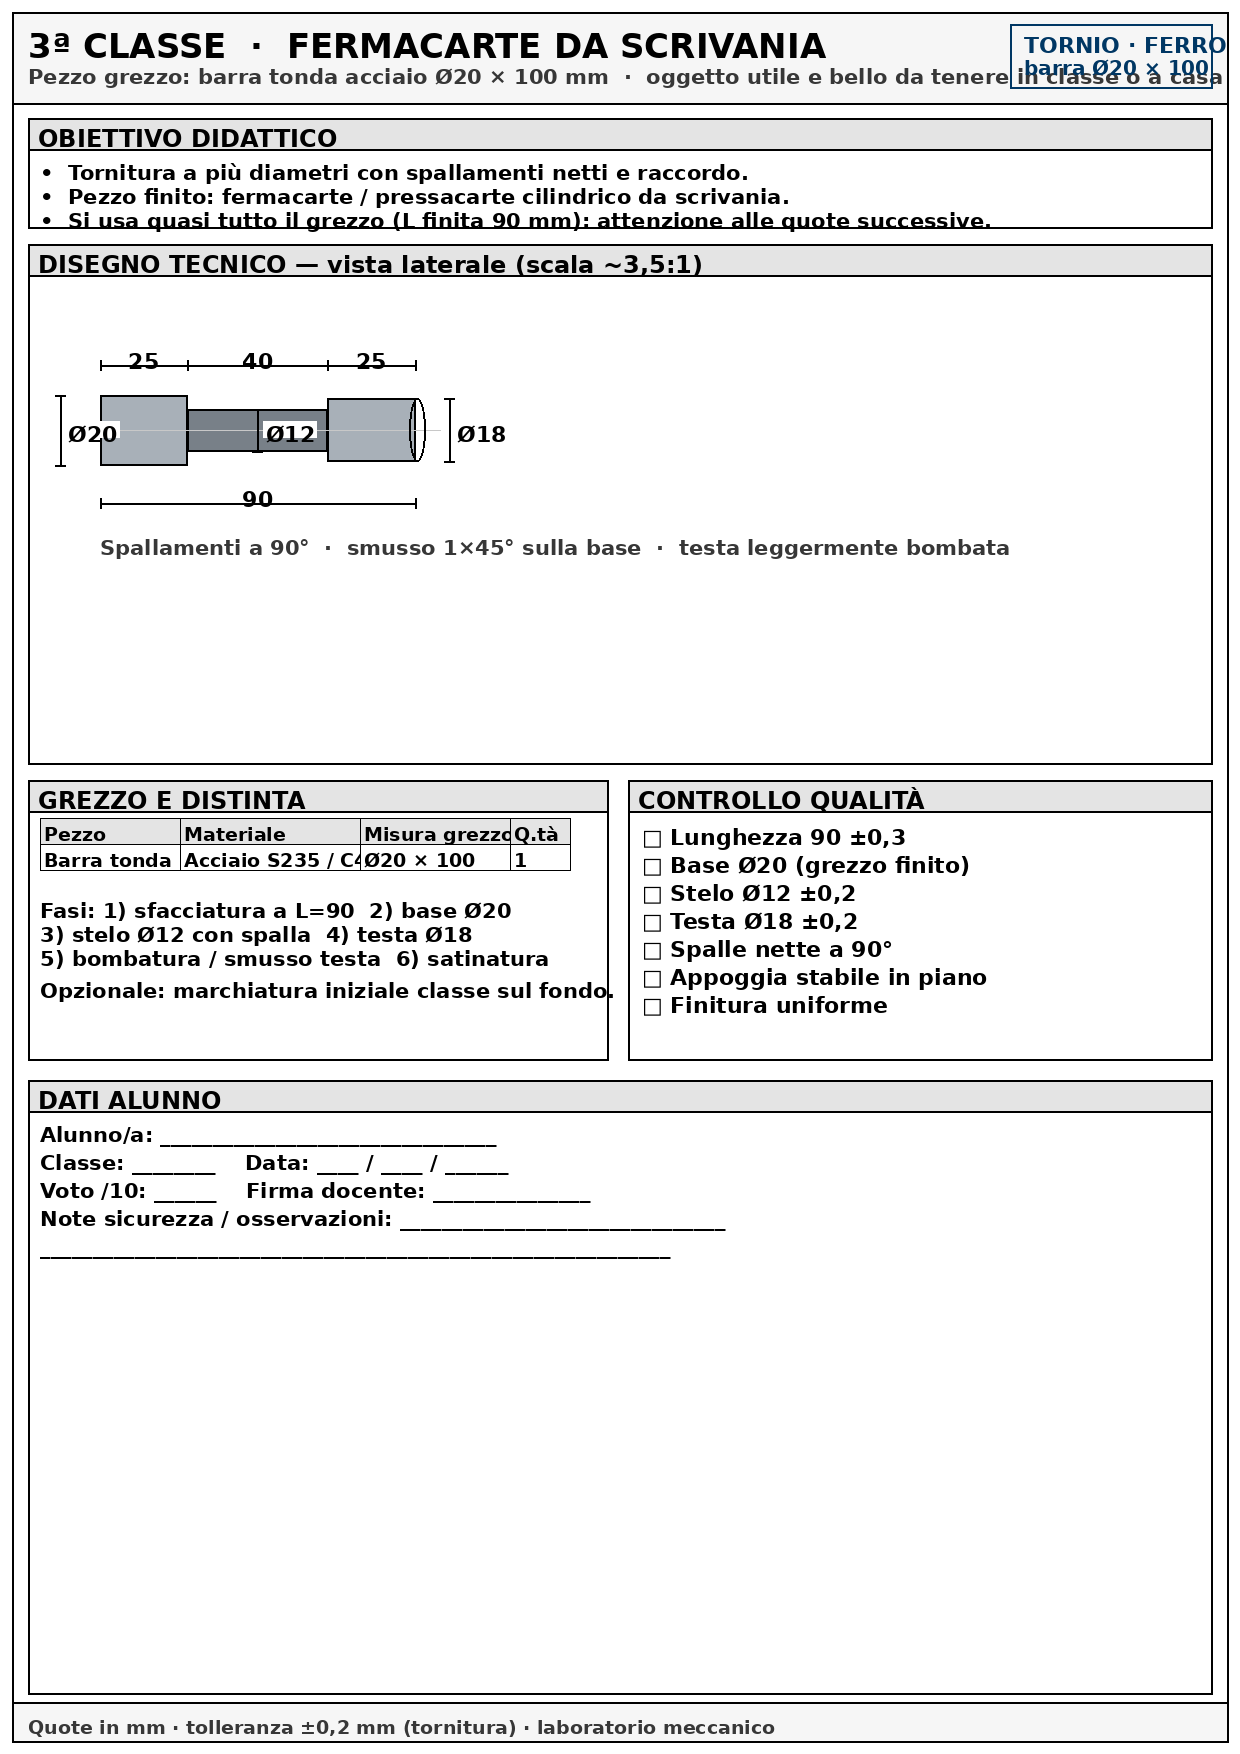 3ª CLASSE · FERMACARTE DA SCRIVANIA
TORNIO · FERRO
Pezzo grezzo: barra tonda acciaio Ø20 × 100 mm · oggetto utile e bello da tenere in classe o a casa
barra Ø20 × 100
OBIETTIVO DIDATTICO
• Tornitura a più diametri con spallamenti netti e raccordo.
• Pezzo finito: fermacarte / pressacarte cilindrico da scrivania.
• Si usa quasi tutto il grezzo (L finita 90 mm): attenzione alle quote successive.
DISEGNO TECNICO — vista laterale (scala ~3,5:1)
25 40 25
Ø20 Ø12 Ø18
90
Spallamenti a 90° · smusso 1×45° sulla base · testa leggermente bombata
GREZZO E DISTINTA
Pezzo Materiale Misura grezzo Q.tà
Barra tonda Acciaio S235 / C4 Ø20 × 100 1
Fasi: 1) sfacciatura a L=90 2) base Ø20
3) stelo Ø12 con spalla 4) testa Ø18
5) bombatura / smusso testa 6) satinatura
Opzionale: marchiatura iniziale classe sul fondo.
CONTROLLO QUALITÀ
□ Lunghezza 90 ±0,3
□ Base Ø20 (grezzo finito)
□ Stelo Ø12 ±0,2
□ Testa Ø18 ±0,2
□ Spalle nette a 90°
□ Appoggia stabile in piano
□ Finitura uniforme
DATI ALUNNO
Alunno/a: ________________________________
Classe: ________ Data: ____ / ____ / ______
Voto /10: ______ Firma docente: _______________
Note sicurezza / osservazioni: _______________________________
____________________________________________________________
Quote in mm · tolleranza ±0,2 mm (tornitura) · laboratorio meccanico